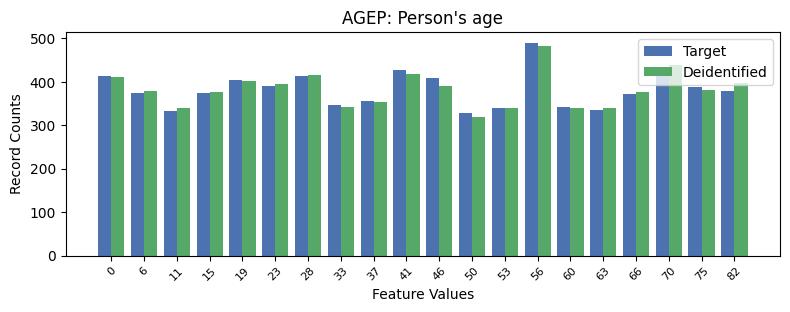 AGEP: Person's age
Target
Deidentified
Record Counts
500
400
300
200
100
0
0 6 11 15 19 23 28 33 37 41 46 50 53 56 60 63 66 70 75 82
Feature Values